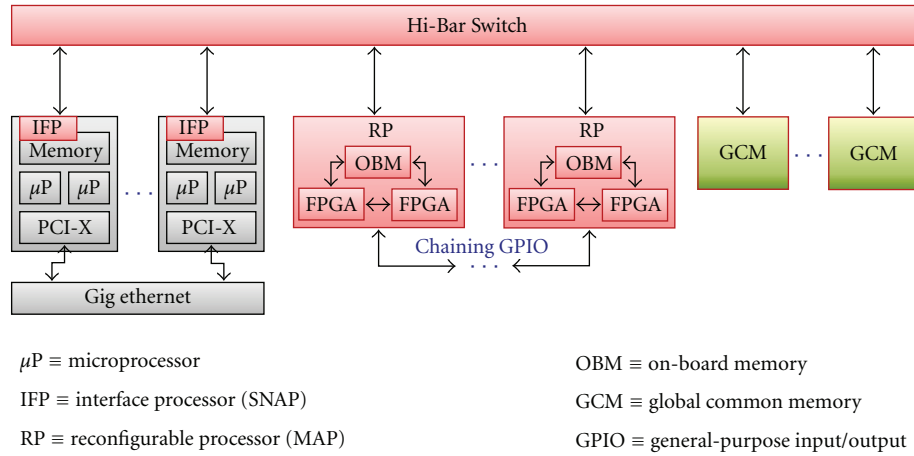 Hi-Bar Switch
IFP
Memory
μP μP
PCI-X
. . .
IFP
Memory
μP μP
PCI-X
Gig ethernet
RP
OBM
FPGA FPGA
. . .
RP
OBM
FPGA FPGA
Chaining GPIO
. . .
GCM . . . GCM
μP ≡ microprocessor
IFP ≡ interface processor (SNAP)
RP ≡ reconfigurable processor (MAP)
OBM ≡ on-board memory
GCM ≡ global common memory
GPIO ≡ general-purpose input/output